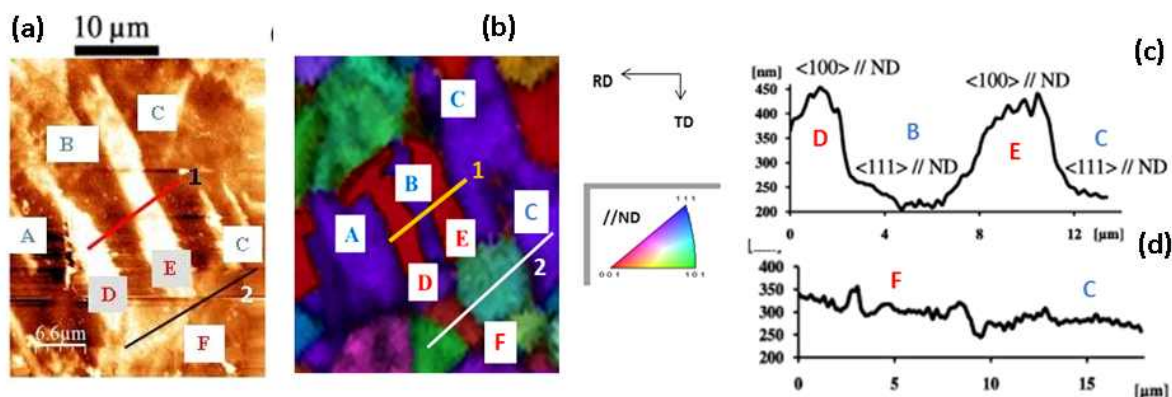 (a)
10 µm
C
B
1
A
C
E
2
D
6.6µm
F
(b)
C
B
1
C
A
E
2
D
F
RD
TD
//ND
111
001
101
(c)
[nm]
<100> // ND
<100> // ND
450
400
350
300
250
200
D
B
<111> // ND
E
C
<111> // ND
0
4
8
12
[µm]
(d)
400
350
300
250
200
F
C
0
5
10
15
[µm]